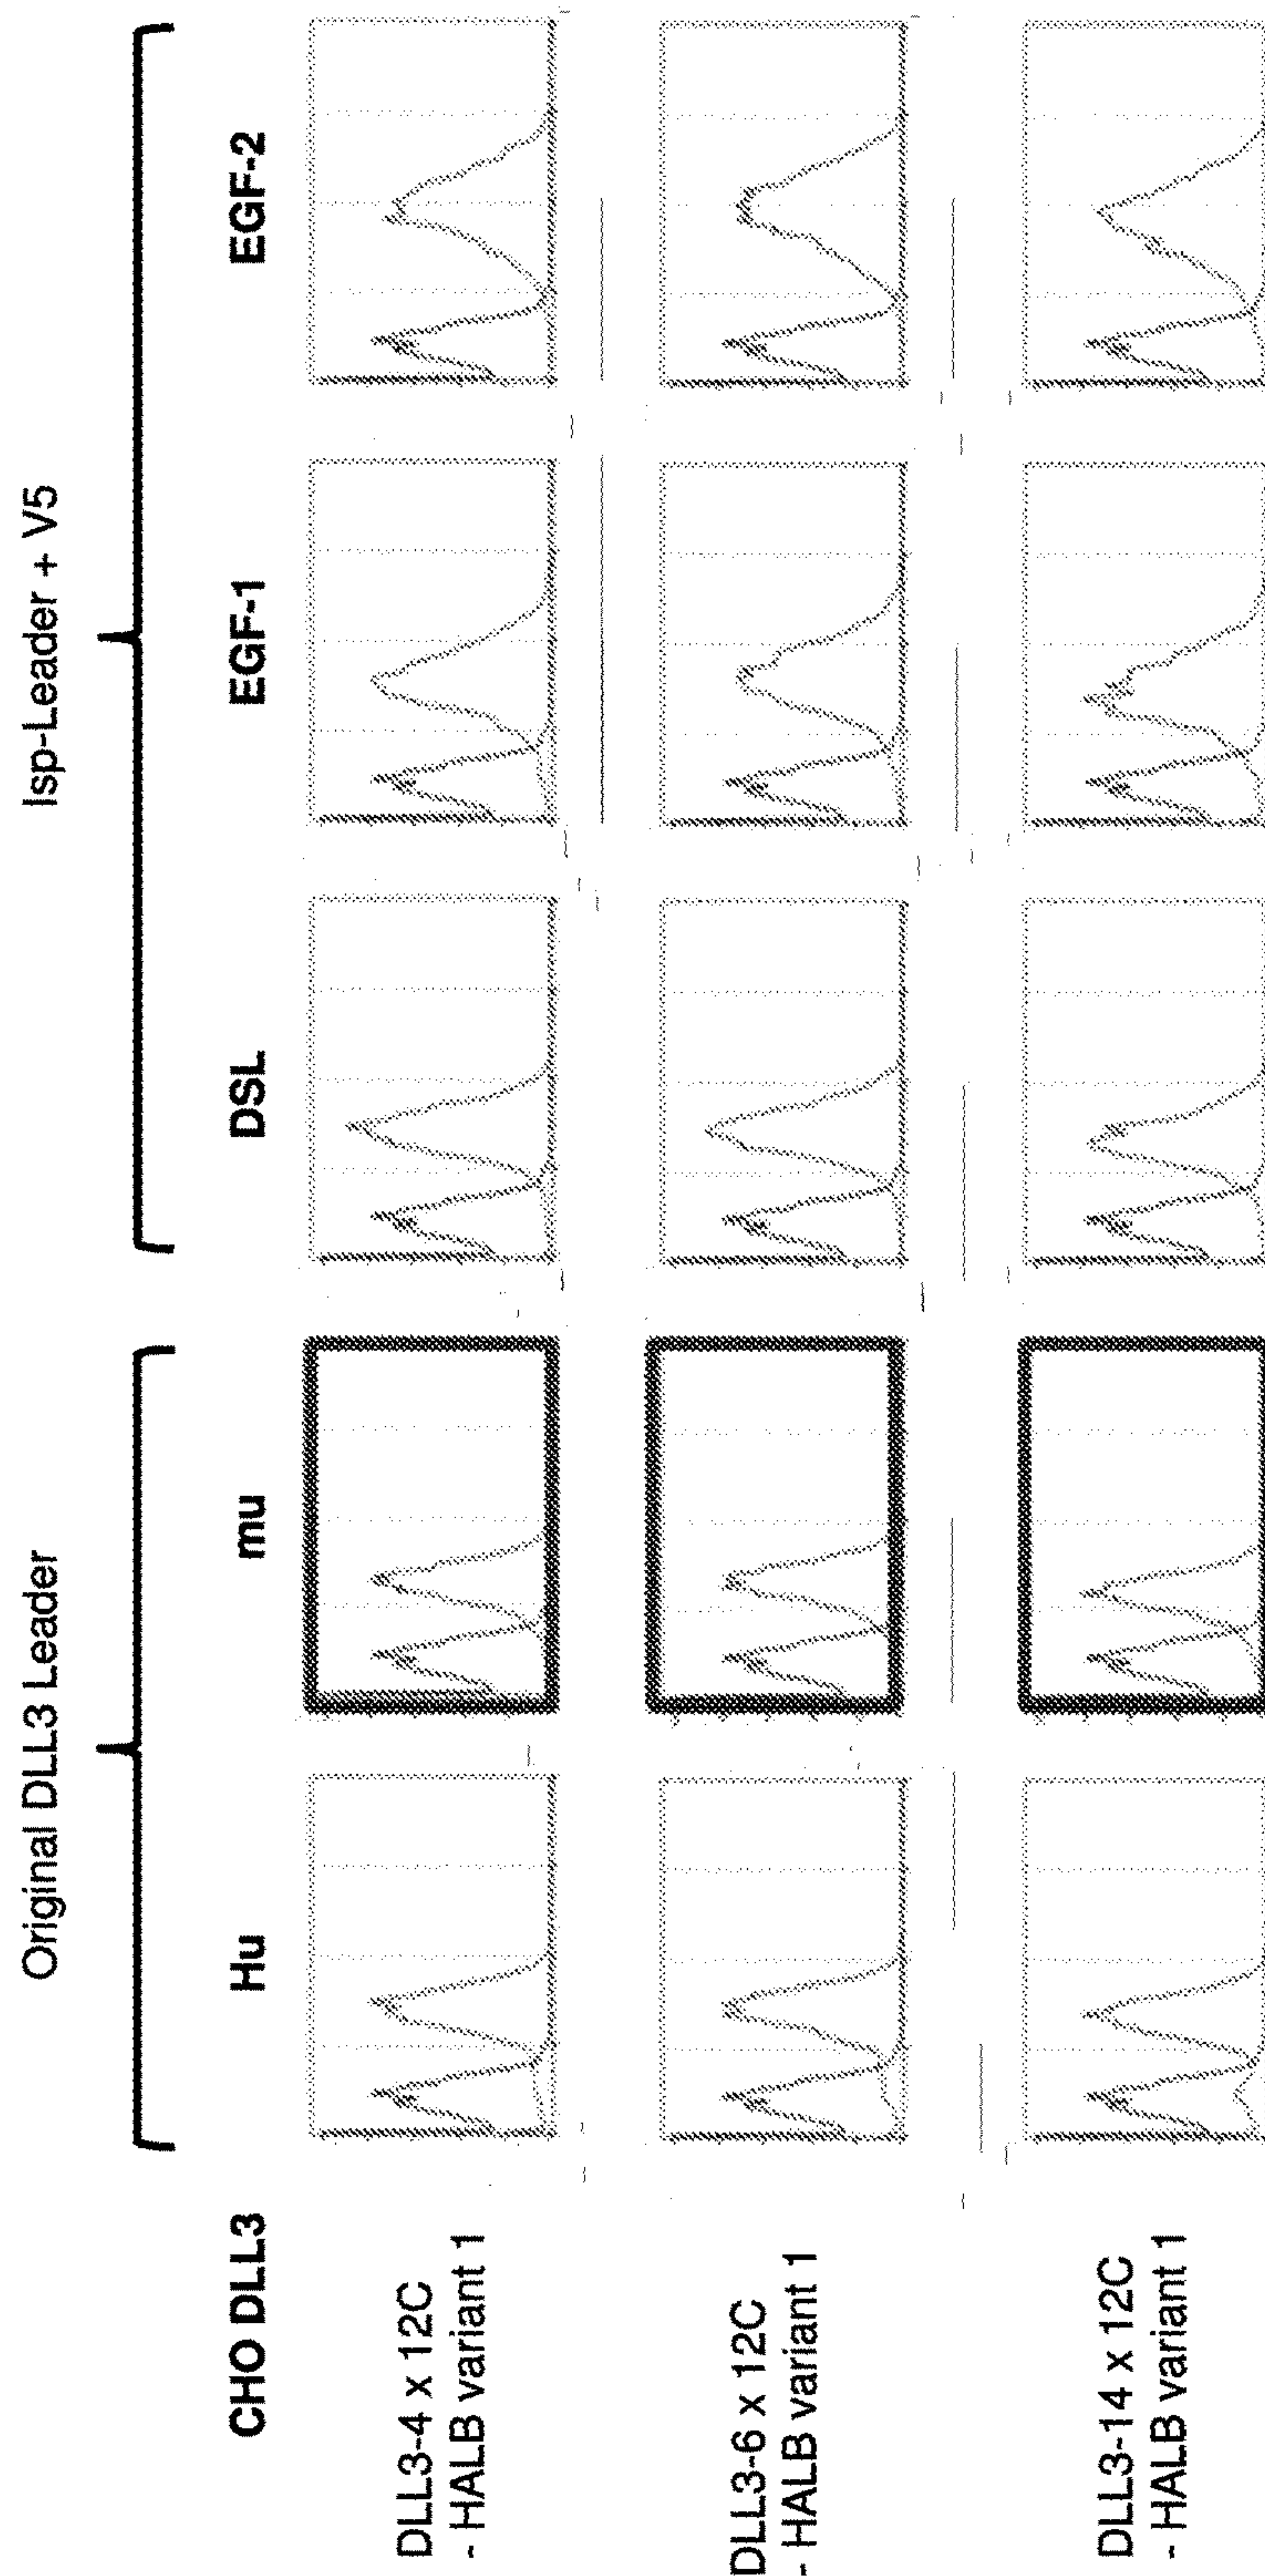 Original DLL3 Leader
Isp-Leader + V5
CHO DLL3
Hu
mu
DSL
EGF-1
EGF-2
DLL3-4 x 12C
- HALB variant 1
DLL3-6 x 12C
- HALB variant 1
DLL3-14 x 12C
- HALB variant 1